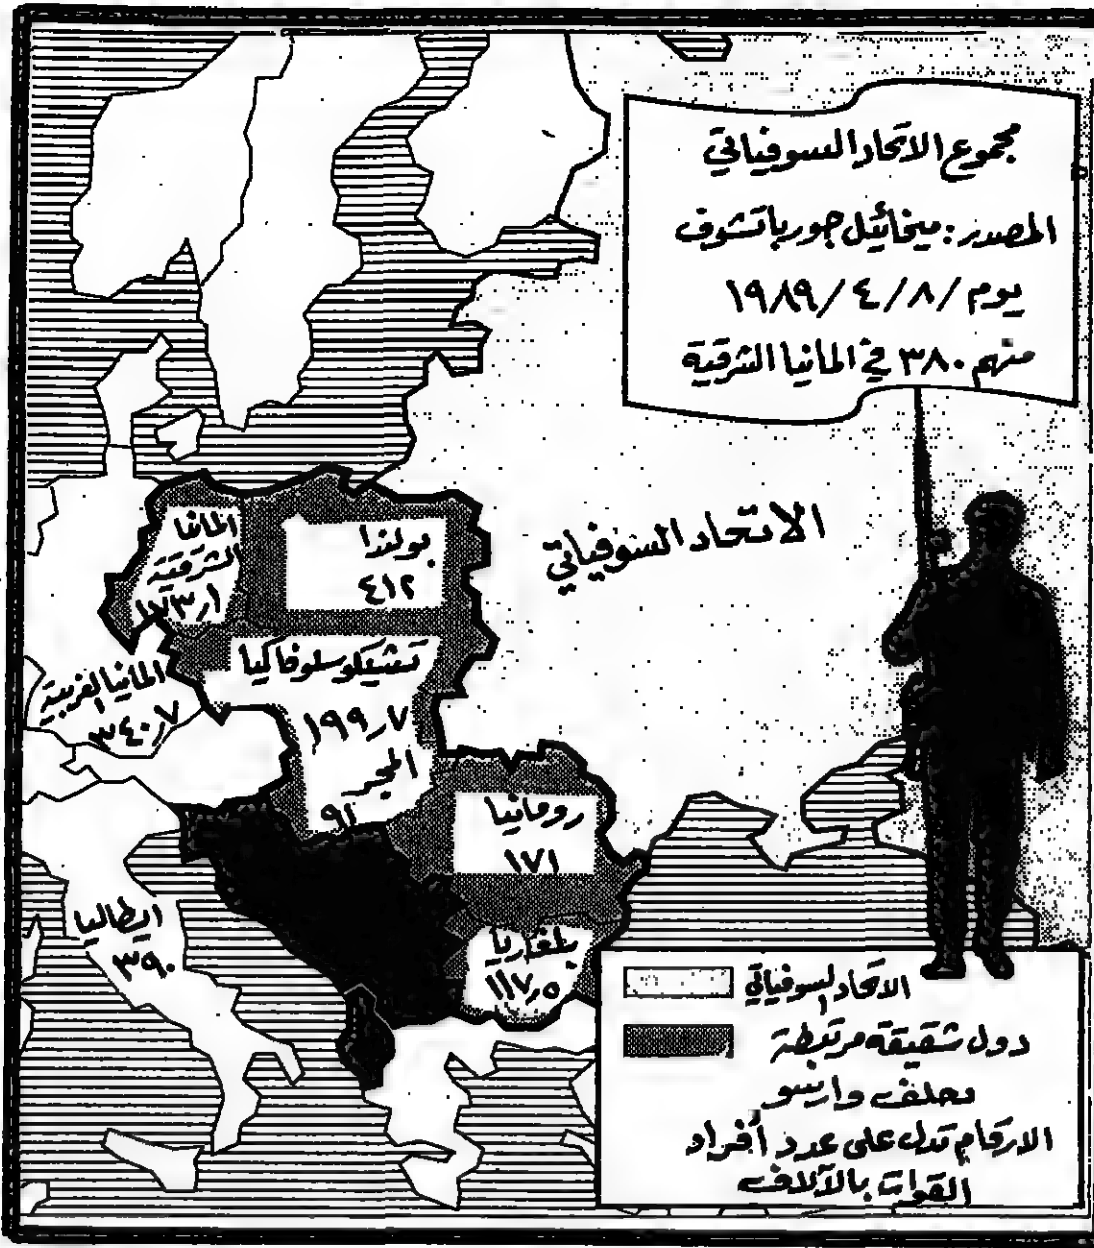 مجموع الاتحاد السوفياتي
المصدر: ميخائيل جورباتشوف
يوم /٨/٤/١٩٨٩
منهم ٣٨٠ في المانيا الشرقية
الاتحاد السوفياتي
المانيا
الشرقية
١٧٣٫١
بولندا
٤١٢
تشيكوسلوفاكيا
١٩٩٫٧
المانيا الغربية
٣٤٠٫٧
المجر
٩١
رومانيا
١٧١
ايطاليا
٣٩٠
بلغاريا
١١٧٫٥
الاتحاد السوفياتي
دول شقيقة مرتبطة
بحلف وارسو
الارقام تدل على عدد أفراد
القوات بالآلاف